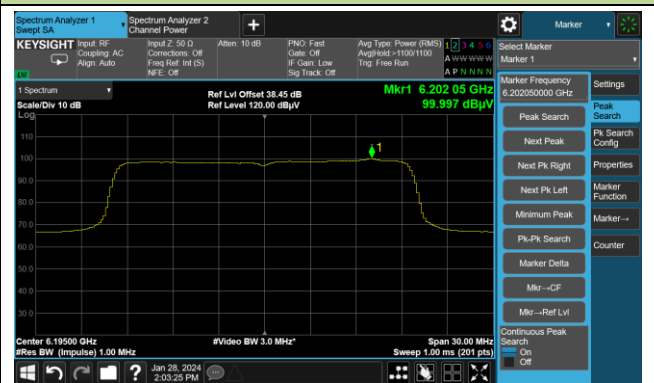 Spectrum Analyzer 1
Swept SA
Spectrum Analyzer 2
Channel Power
Marker
KEYSIGHT
Input: RF
Coupling: AC
Align: Auto
Input Z: 50 Ω
Corrections: Off
Freq Ref: Int (S)
NFE: Off
Atten: 10 dB
PNO: Fast
Gate: Off
IF Gain: Low
Sig Track: Off
Avg Type: Power (RMS)
Avg|Hold:>1100/1100
Trig: Free Run
1 2 3 4 5 6
A W W W W W
A P N N N N
Select Marker
Marker 1
1 Spectrum
Scale/Div 10 dB
Log
Ref Lvl Offset 38.45 dB
Ref Level 120.00 dBµV
Mkr1 6.202 05 GHz
99.997 dBµV
110
100
90.0
80.0
70.0
60.0
50.0
40.0
30.0
1
Center 6.19500 GHz
#Res BW (Impulse) 1.00 MHz
#Video BW 3.0 MHz*
Span 30.00 MHz
Sweep 1.00 ms (201 pts)
Marker Frequency
6.202050000 GHz
Peak Search
Next Peak
Next Pk Right
Next Pk Left
Minimum Peak
Pk-Pk Search
Marker Delta
Mkr→CF
Mkr→Ref Lvl
Continuous Peak
Search
On
Off
Settings
Peak
Search
Pk Search
Config
Properties
Marker
Function
Marker→
Counter
Jan 28, 2024
2:03:25 PM